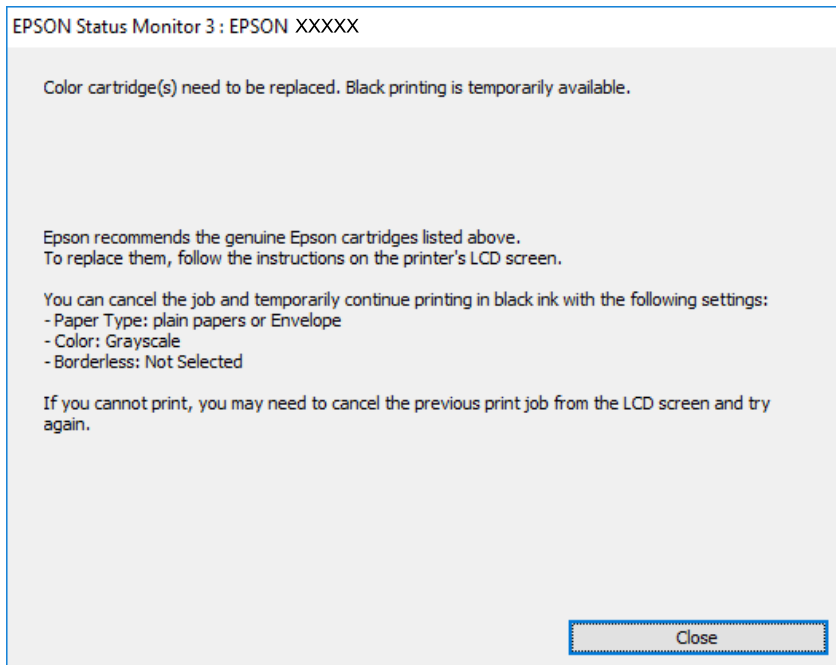 EPSON Status Monitor 3 : EPSON XXXXX
Color cartridge(s) need to be replaced. Black printing is temporarily available.
Epson recommends the genuine Epson cartridges listed above.
To replace them, follow the instructions on the printer's LCD screen.
You can cancel the job and temporarily continue printing in black ink with the following settings:
- Paper Type: plain papers or Envelope
- Color: Grayscale
- Borderless: Not Selected
If you cannot print, you may need to cancel the previous print job from the LCD screen and try
again.
Close